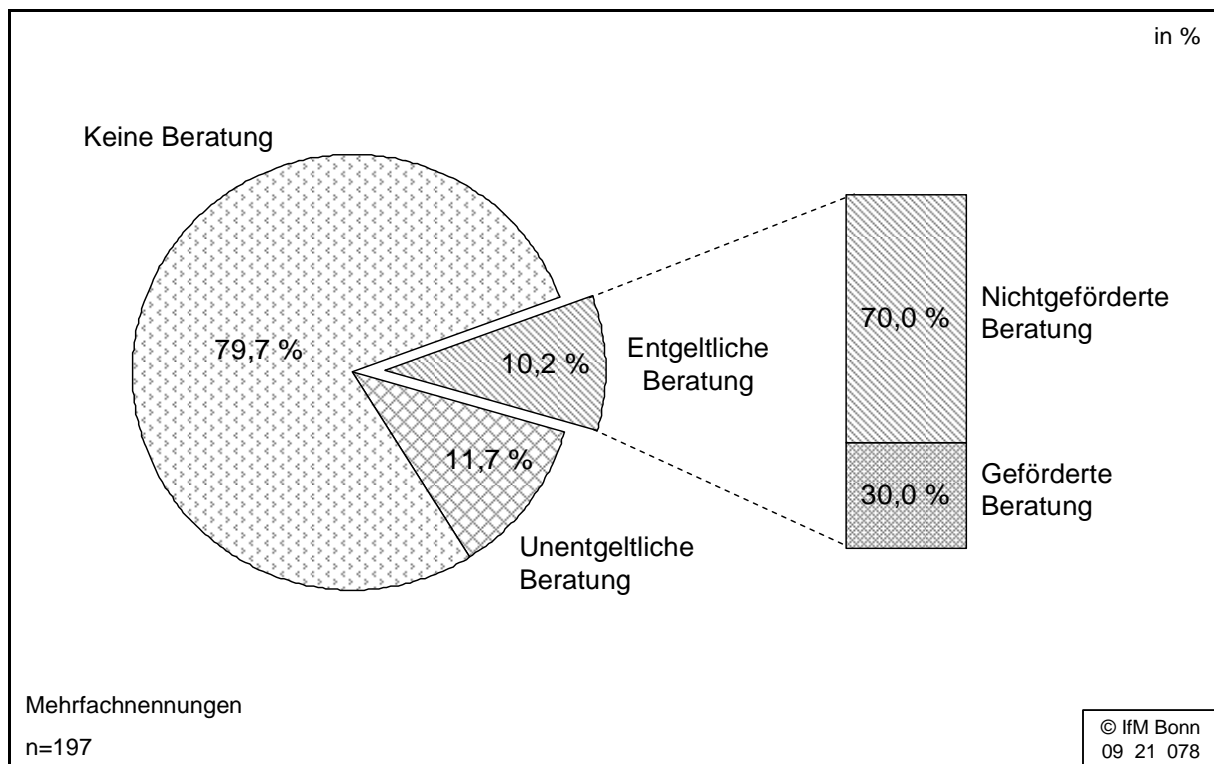 in %
Keine Beratung
79,7 %
10,2 %
Entgeltliche
Beratung
11,7 %
Unentgeltliche
Beratung
70,0 %
Nichtgeförderte
Beratung
30,0 %
Geförderte
Beratung
Mehrfachnennungen
n=197
© IfM Bonn
09 21 078